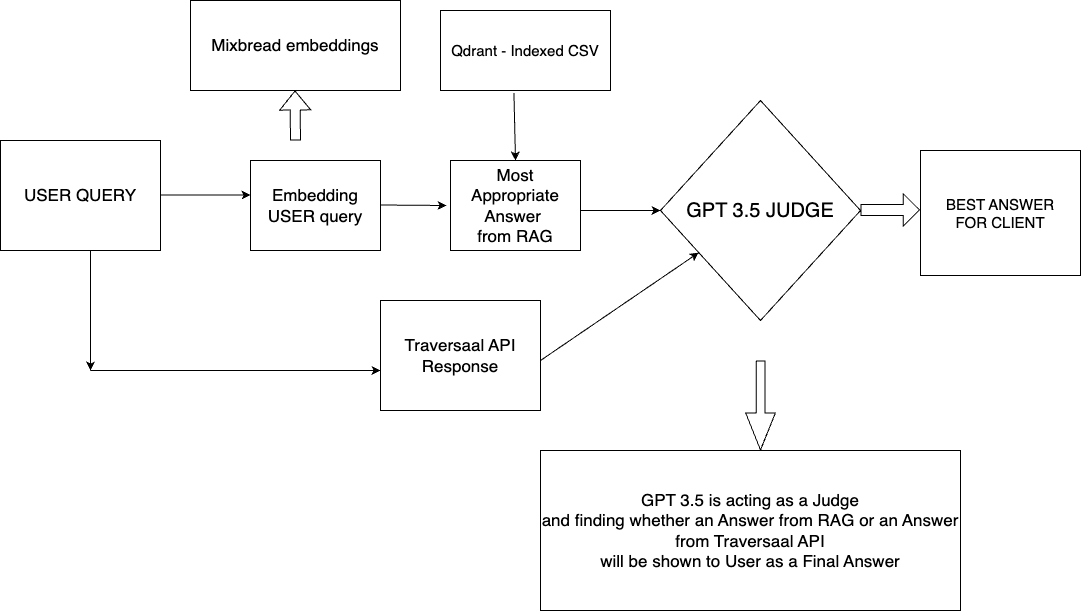 Mixbread embeddings
Qdrant - Indexed CSV
USER QUERY
Embedding
USER query
Most
Appropriate
Answer
from RAG
GPT 3.5 JUDGE
BEST ANSWER
FOR CLIENT
Traversaal API
Response
GPT 3.5 is acting as a Judge
and finding whether an Answer from RAG or an Answer
from Traversaal API
will be shown to User as a Final Answer